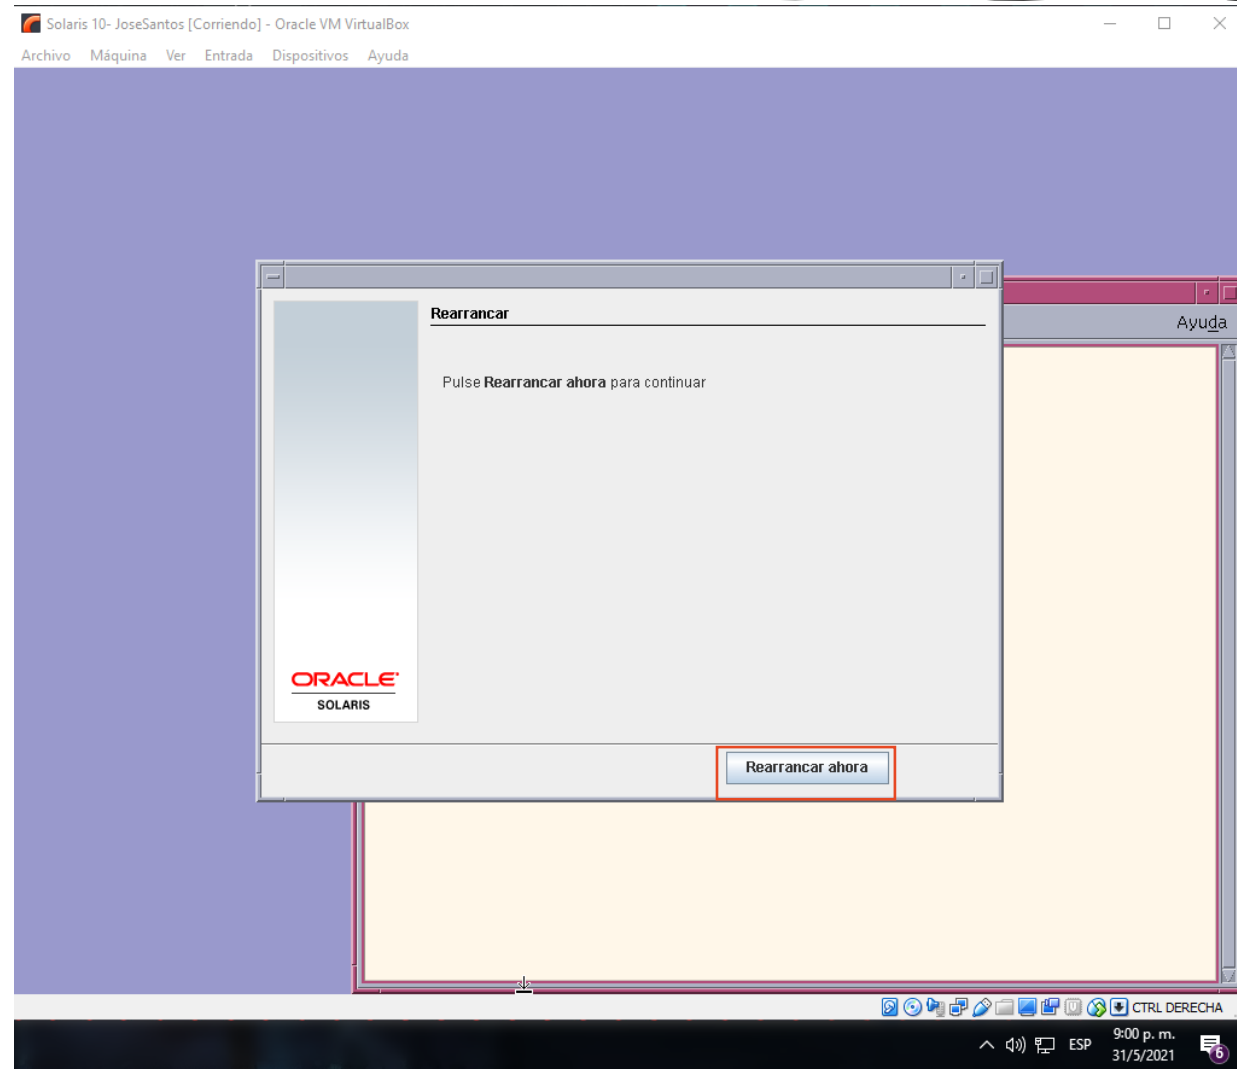 Solaris 10- JoseSantos [Corriendo] - Oracle VM VirtualBox
Archivo Máquina Ver Entrada Dispositivos Ayuda
Rearrancar
Ayuda
Pulse Rearrancar ahora para continuar
ORACLE
SOLARIS
Rearrancar ahora
CTRL DERECHA
ESP
9:00 p. m.
31/5/2021
6